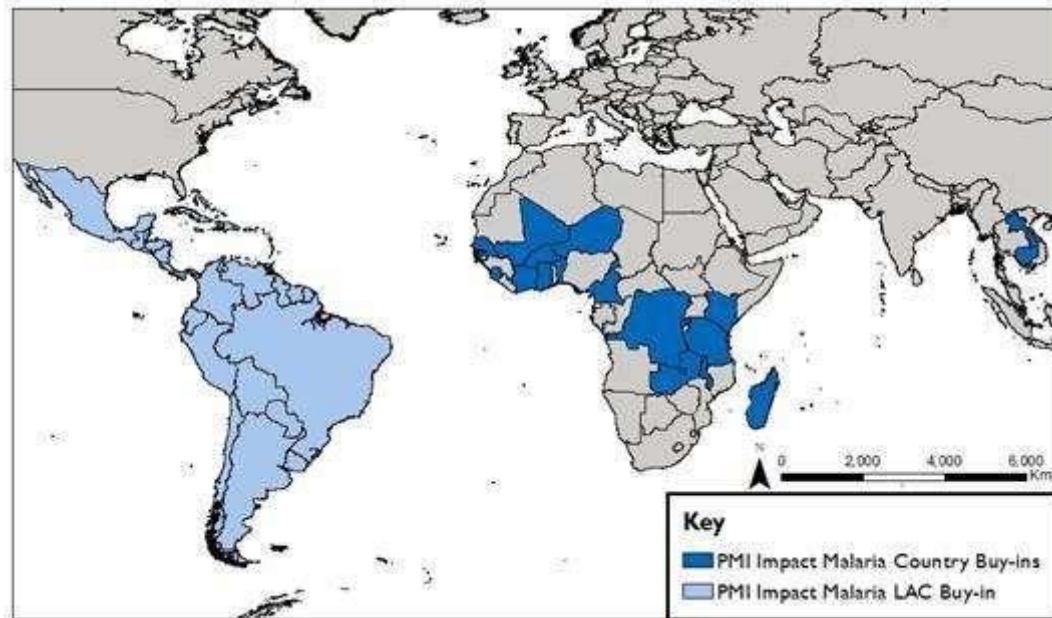 N
0 2,000 4,000 6,000
Km
Key
PMI Impact Malaria Country Buy-ins
PMI Impact Malaria LAC Buy-in